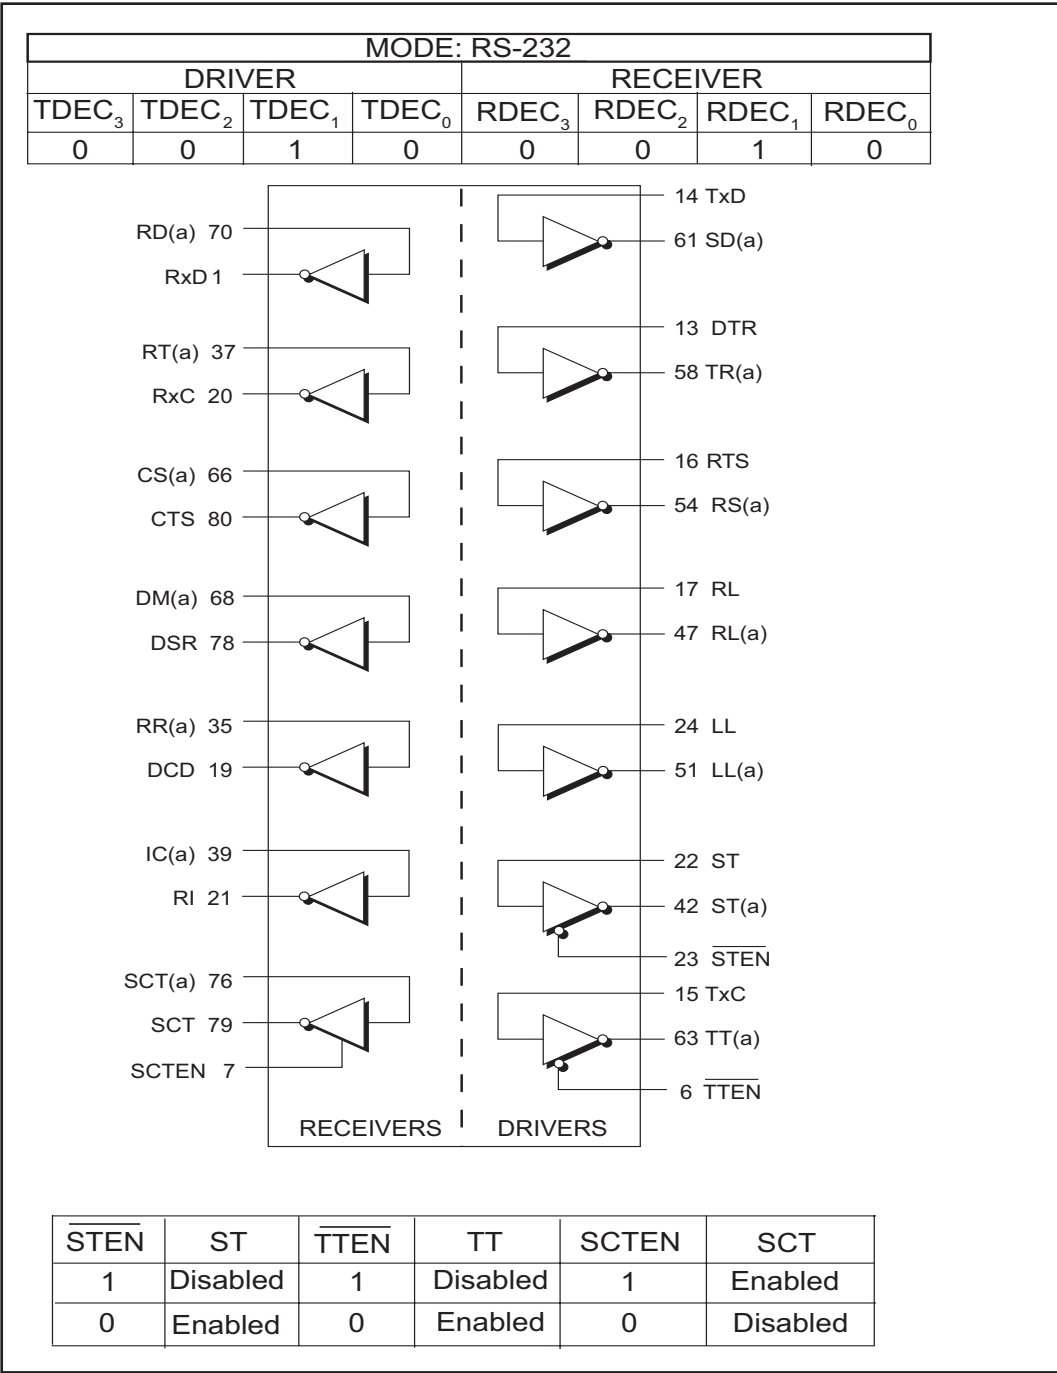 MODE: RS-232
DRIVER RECEIVER
TDEC3 TDEC2 TDEC1 TDEC0 RDEC3 RDEC2 RDEC1 RDEC0
0 0 1 0 0 0 1 0
RD(a) 70
RxD 1
RT(a) 37
RxC 20
CS(a) 66
CTS 80
DM(a) 68
DSR 78
RR(a) 35
DCD 19
IC(a) 39
RI 21
SCT(a) 76
SCT 79
SCTEN 7
RECEIVERS
14 TxD
61 SD(a)
13 DTR
58 TR(a)
16 RTS
54 RS(a)
17 RL
47 RL(a)
24 LL
51 LL(a)
22 ST
42 ST(a)
23 STEN
15 TxC
63 TT(a)
6 TTEN
DRIVERS
STEN ST TTEN TT SCTEN SCT
1 Disabled 1 Disabled 1 Enabled
0 Enabled 0 Enabled 0 Disabled